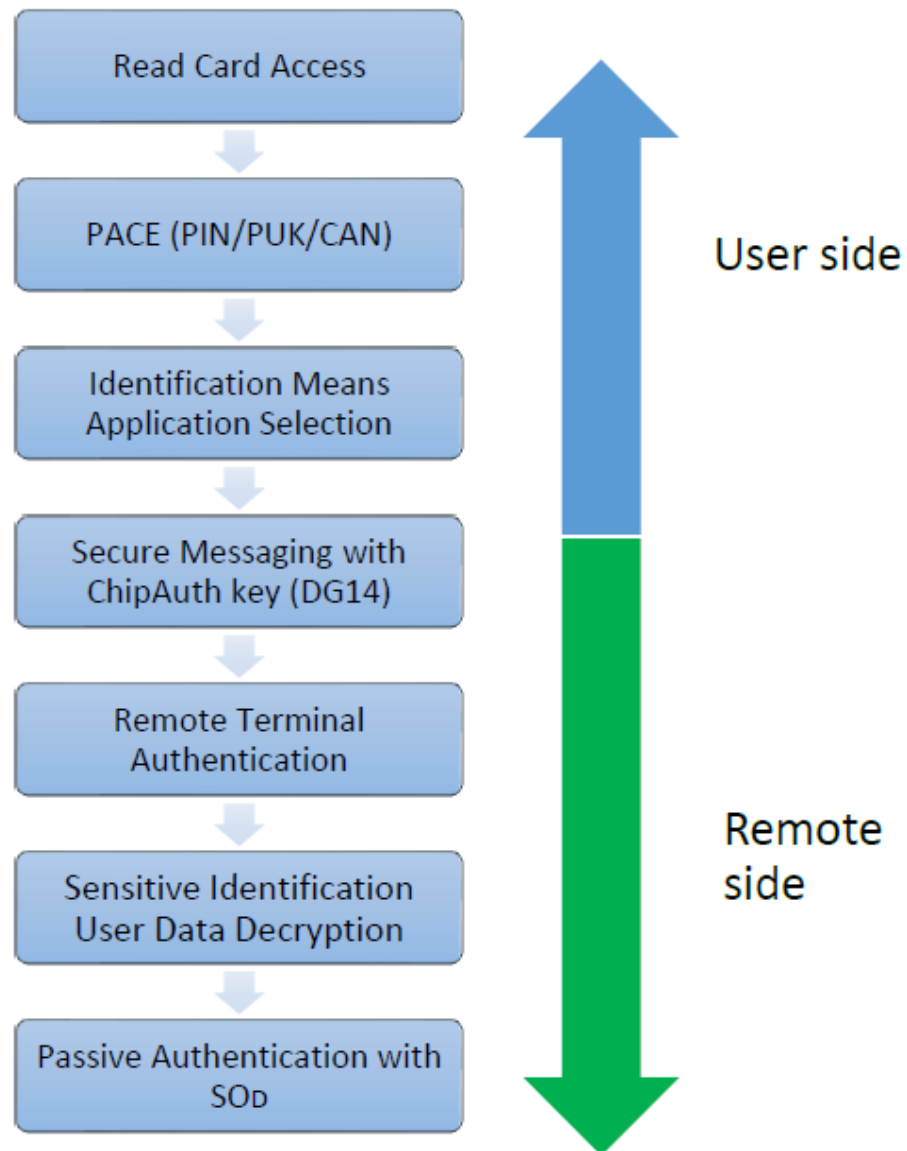 Read Card Access
PACE (PIN/PUK/CAN)
Identification Means
Application Selection
Secure Messaging with
ChipAuth key (DG14)
Remote Terminal
Authentication
Sensitive Identification
User Data Decryption
Passive Authentication with
SOD
User side
Remote
side